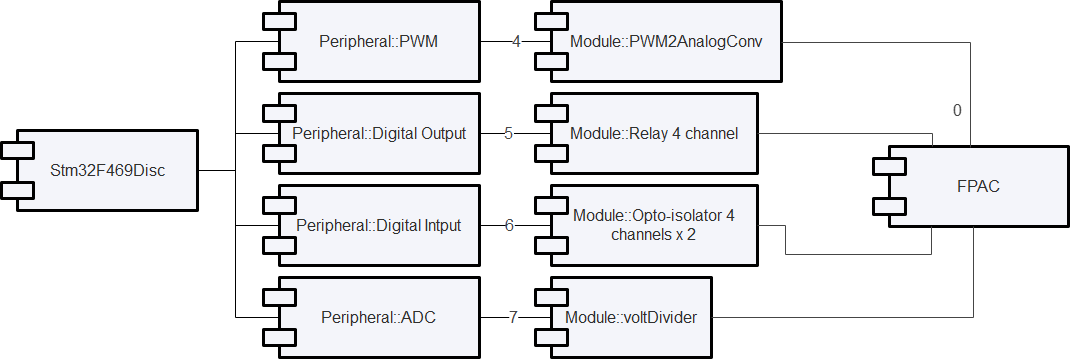 Peripheral::PWM
4
Module::PWM2AnalogConv
0
Peripheral::Digital Output
5
Module::Relay 4 channel
Stm32F469Disc
FPAC
Peripheral::Digital Intput
6
Module::Opto-isolator 4
channels x 2
Peripheral::ADC
7
Module::voltDivider